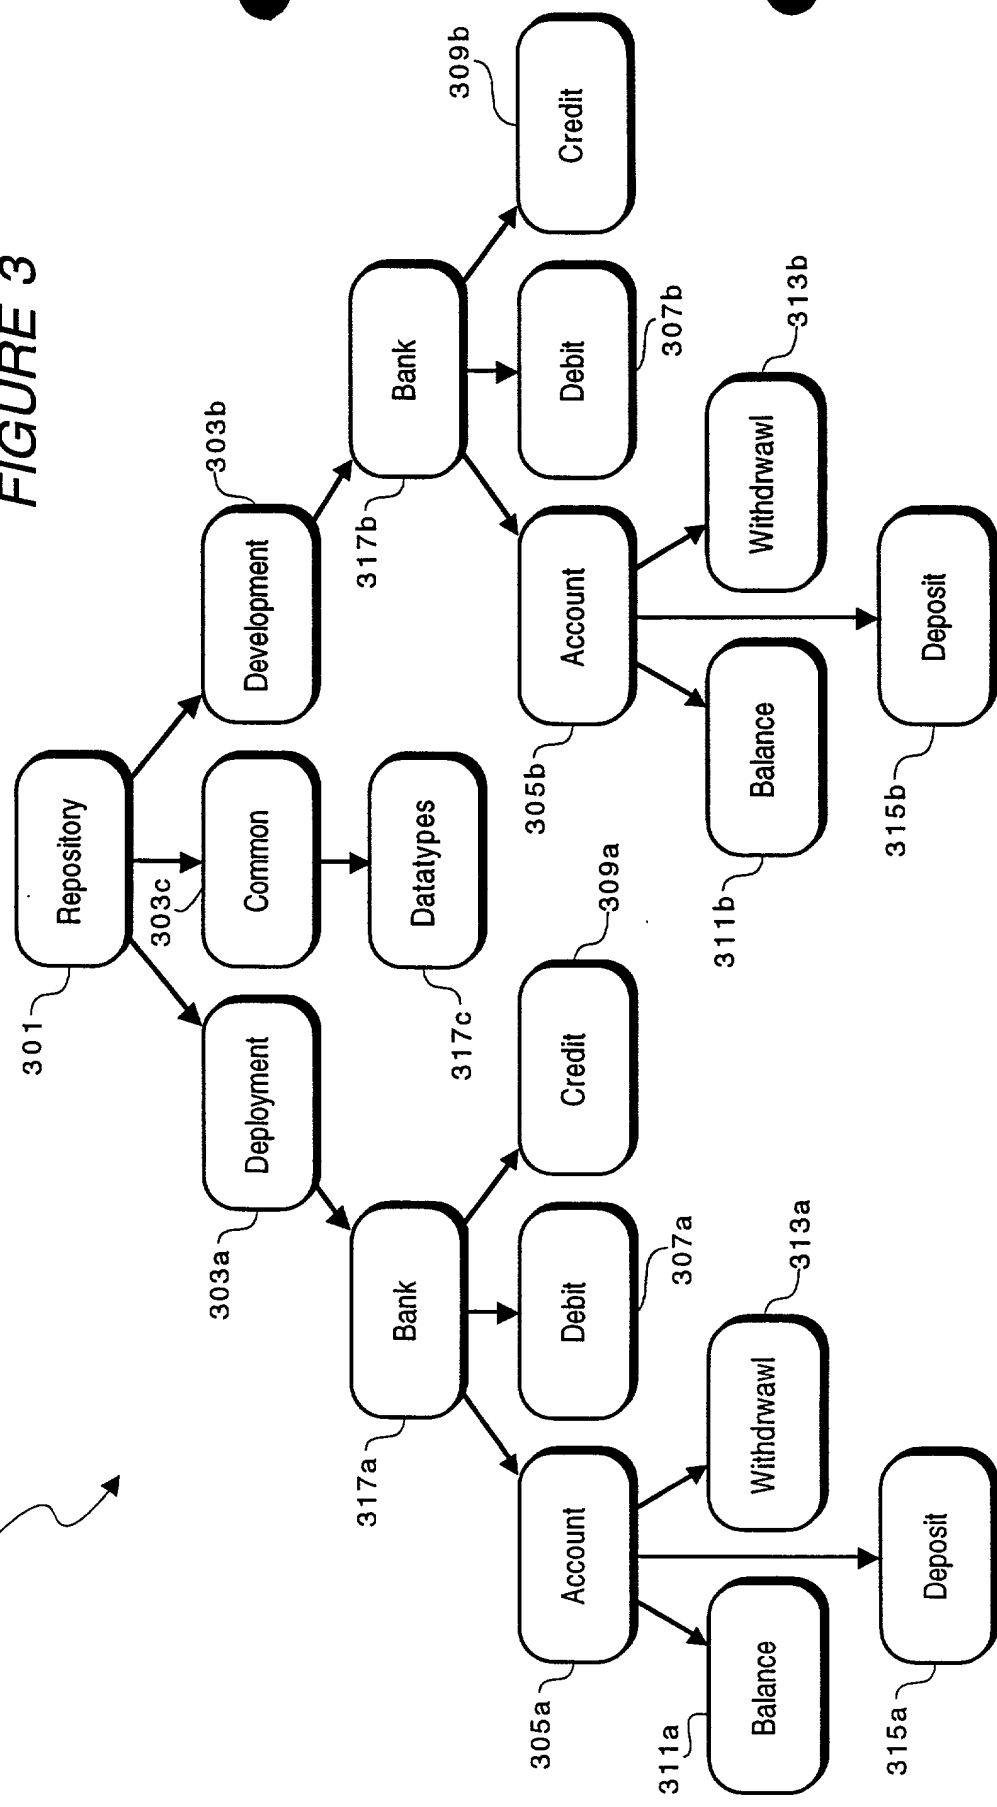 FIGURE 3
301
Repository
303a
Deployment
303c
Common
Development
303b
317a
Bank
317c
Datatypes
317b
Bank
305a
Account
Debit
307a
Credit
309a
305b
Account
Debit
307b
Credit
309b
311a
Balance
Withdrwawl
313a
311b
Balance
Withdrwawl
313b
315a
Deposit
315b
Deposit